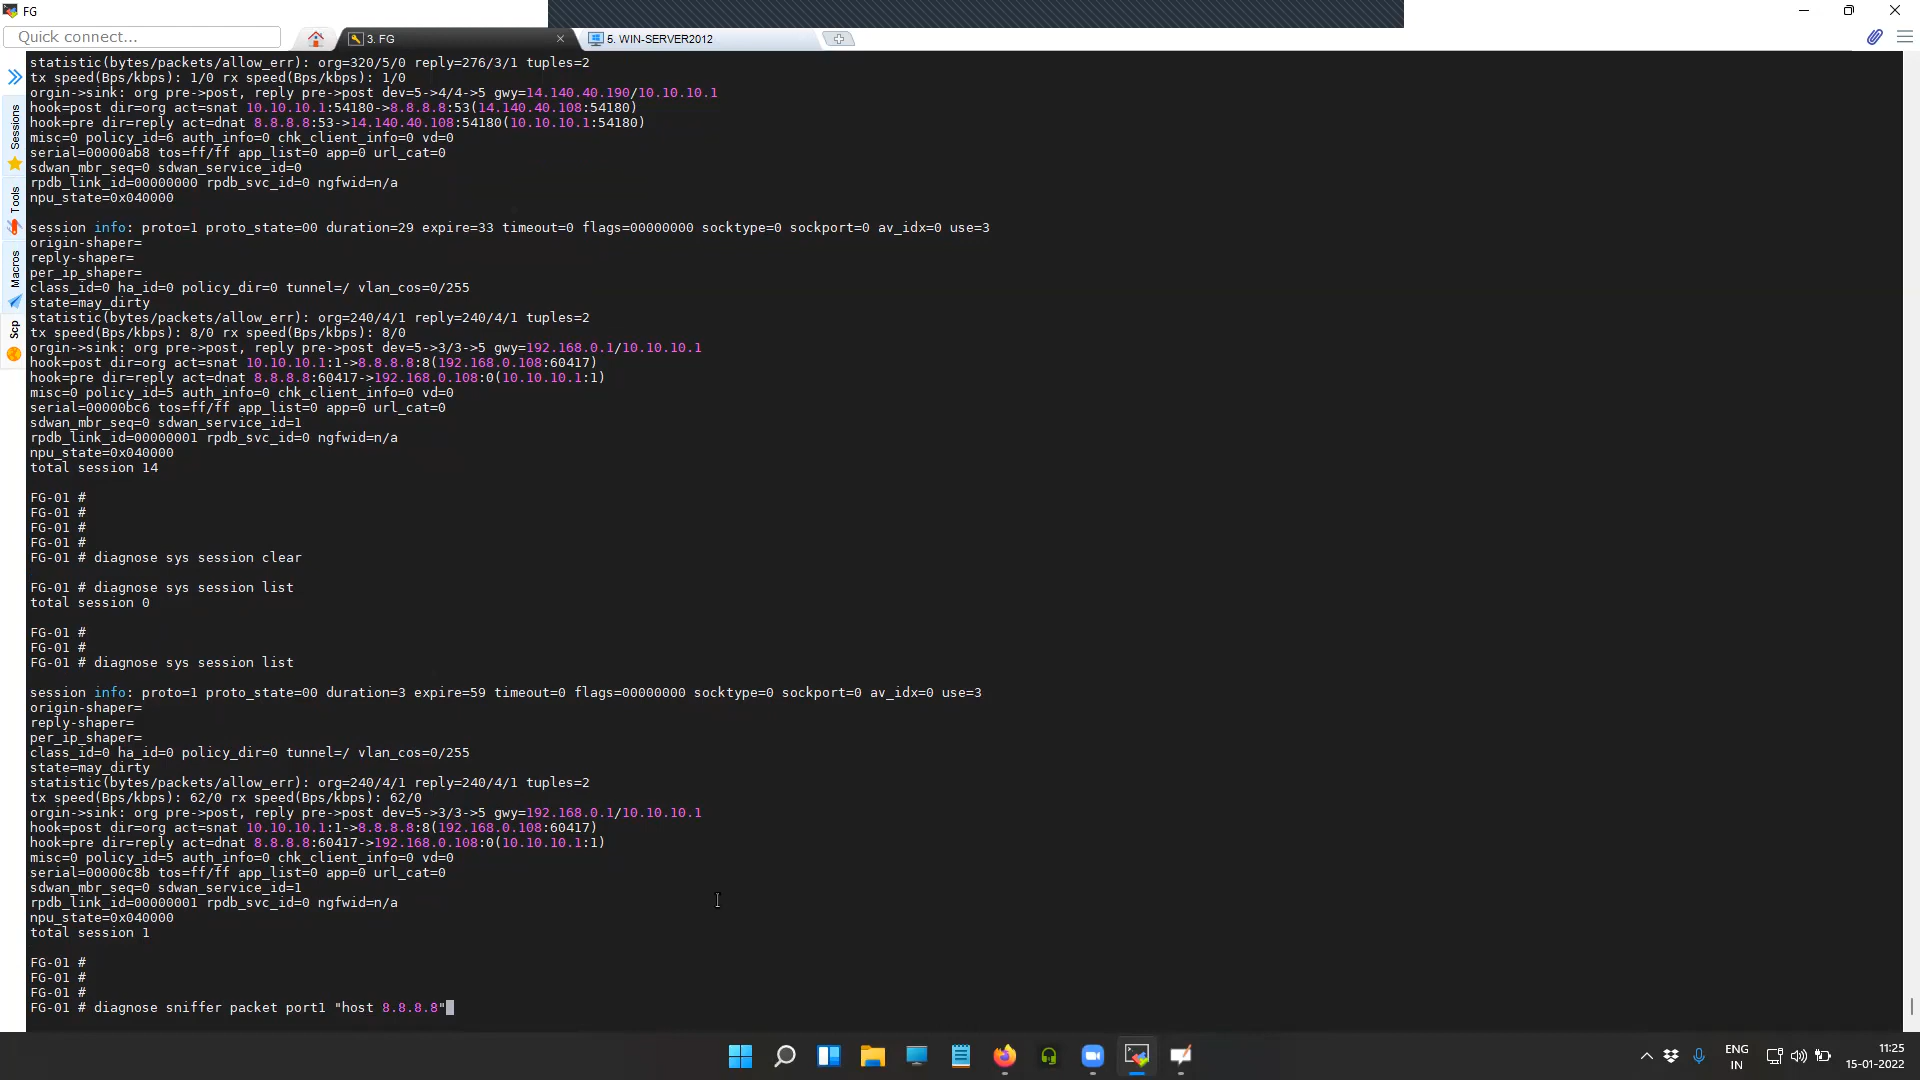 FG
Quick connect...
3. FG
5. WIN-SERVER2012
Sessions
Tools
Macros
Scp
statistic(bytes/packets/allow_err): org=320/5/0 reply=276/3/1 tuples=2
tx speed(Bps/kbps): 1/0 rx speed(Bps/kbps): 1/0
orgin->sink: org pre->post, reply pre->post dev=5->4/4->5 gwy=14.140.40.190/10.10.10.1
hook=post dir=org act=snat 10.10.10.1:54180->8.8.8.8:53(14.140.40.108:54180)
hook=pre dir=reply act=dnat 8.8.8.8:53->14.140.40.108:54180(10.10.10.1:54180)
misc=0 policy_id=6 auth_info=0 chk_client_info=0 vd=0
serial=00000ab8 tos=ff/ff app_list=0 app=0 url_cat=0
sdwan_mbr_seq=0 sdwan_service_id=0
rpdb_link_id=00000000 rpdb_svc_id=0 ngfwid=n/a
npu_state=0x040000
session info: proto=1 proto_state=00 duration=29 expire=33 timeout=0 flags=00000000 socktype=0 sockport=0 av_idx=0 use=3
origin-shaper=
reply-shaper=
per_ip_shaper=
class_id=0 ha_id=0 policy_dir=0 tunnel=/ vlan_cos=0/255
state=may_dirty
statistic(bytes/packets/allow_err): org=240/4/1 reply=240/4/1 tuples=2
tx speed(Bps/kbps): 8/0 rx speed(Bps/kbps): 8/0
orgin->sink: org pre->post, reply pre->post dev=5->3/3->5 gwy=192.168.0.1/10.10.10.1
hook=post dir=org act=snat 10.10.10.1:1->8.8.8.8:8(192.168.0.108:60417)
hook=pre dir=reply act=dnat 8.8.8.8:60417->192.168.0.108:0(10.10.10.1:1)
misc=0 policy_id=5 auth_info=0 chk_client_info=0 vd=0
serial=00000bc6 tos=ff/ff app_list=0 app=0 url_cat=0
sdwan_mbr_seq=0 sdwan_service_id=1
rpdb_link_id=00000001 rpdb_svc_id=0 ngfwid=n/a
npu_state=0x040000
total session 14
FG-01 #
FG-01 #
FG-01 #
FG-01 #
FG-01 # diagnose sys session clear
FG-01 # diagnose sys session list
total session 0
FG-01 #
FG-01 #
FG-01 # diagnose sys session list
session info: proto=1 proto_state=00 duration=3 expire=59 timeout=0 flags=00000000 socktype=0 sockport=0 av_idx=0 use=3
origin-shaper=
reply-shaper=
per_ip_shaper=
class_id=0 ha_id=0 policy_dir=0 tunnel=/ vlan_cos=0/255
state=may_dirty
statistic(bytes/packets/allow_err): org=240/4/1 reply=240/4/1 tuples=2
tx speed(Bps/kbps): 62/0 rx speed(Bps/kbps): 62/0
orgin->sink: org pre->post, reply pre->post dev=5->3/3->5 gwy=192.168.0.1/10.10.10.1
hook=post dir=org act=snat 10.10.10.1:1->8.8.8.8:8(192.168.0.108:60417)
hook=pre dir=reply act=dnat 8.8.8.8:60417->192.168.0.108:0(10.10.10.1:1)
misc=0 policy_id=5 auth_info=0 chk_client_info=0 vd=0
serial=00000c8b tos=ff/ff app_list=0 app=0 url_cat=0
sdwan_mbr_seq=0 sdwan_service_id=1
rpdb_link_id=00000001 rpdb_svc_id=0 ngfwid=n/a
npu_state=0x040000
total session 1
FG-01 #
FG-01 #
FG-01 #
FG-01 # diagnose sniffer packet port1 "host 8.8.8.8"
ENG
IN
11:25
15-01-2022